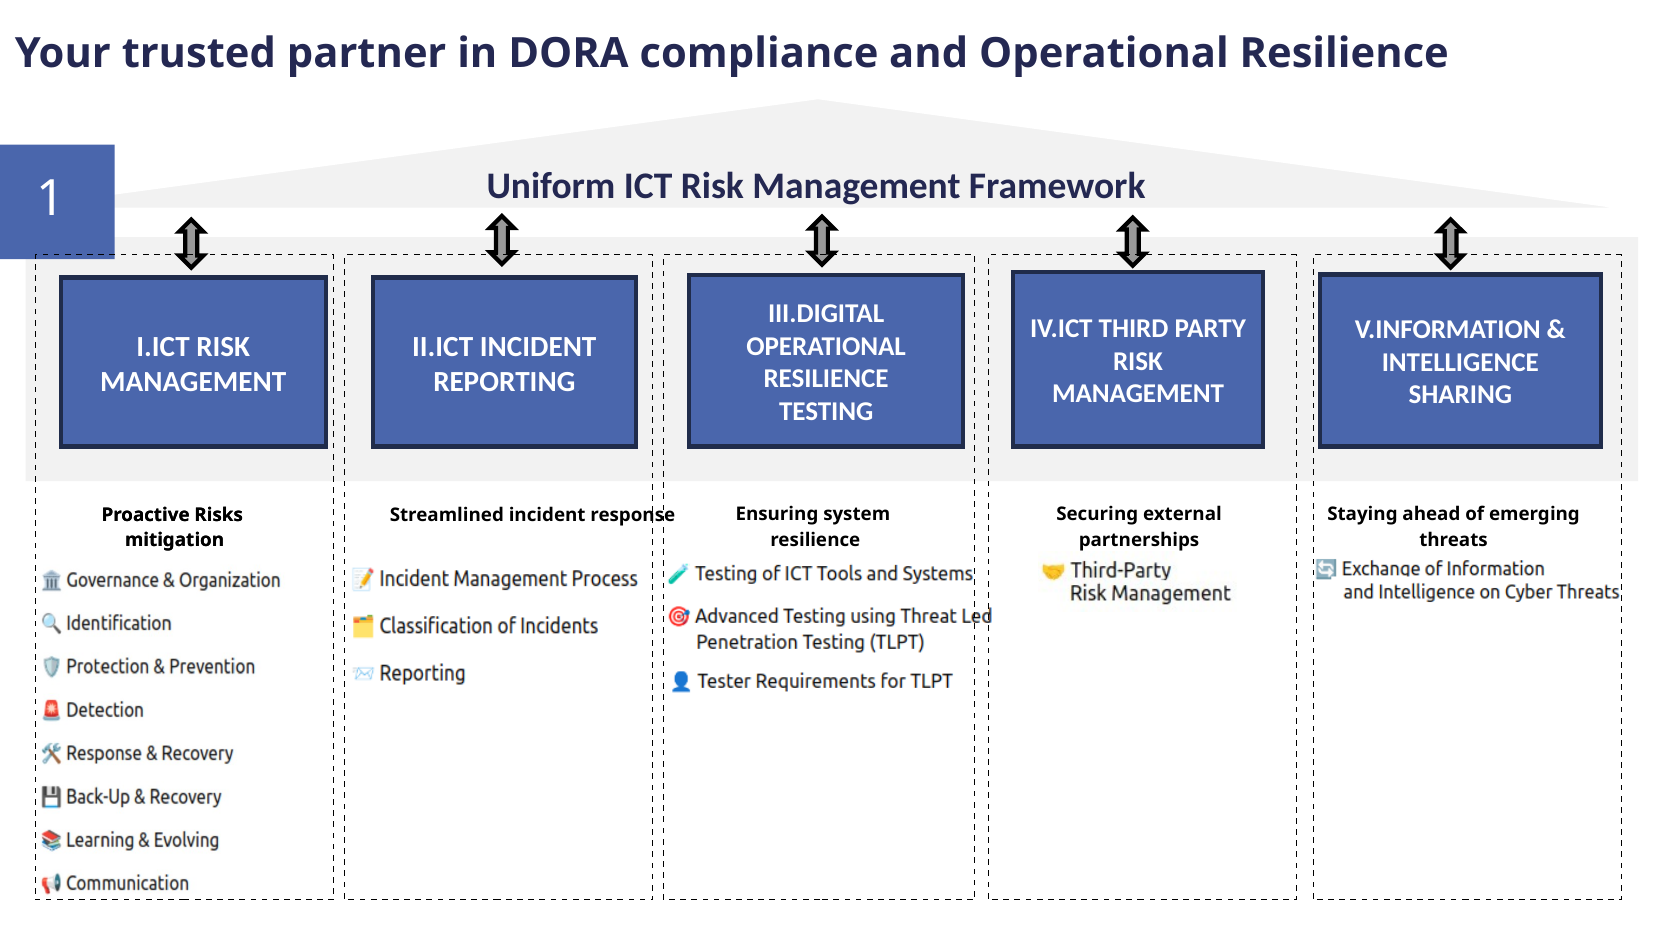 Your trusted partner in DORA compliance and Operational Resilience
1
Uniform ICT Risk Management Framework
I.ICT RISK
MANAGEMENT
II.ICT INCIDENT
REPORTING
III.DIGITAL
OPERATIONAL
RESILIENCE
TESTING
IV.ICT THIRD PARTY
RISK
MANAGEMENT
V.INFORMATION &
INTELLIGENCE
SHARING
Proactive Risks
mitigation
Governance & Organization
Identification
Protection & Prevention
Detection
Response & Recovery
Back-Up & Recovery
Learning & Evolving
Communication
Streamlined incident response
Incident Management Process
Classification of Incidents
Reporting
Ensuring system
resilience
Testing of ICT Tools and Systems
Advanced Testing using Threat Led
Penetration Testing (TLPT)
Tester Requirements for TLPT
Securing external
partnerships
Third-Party
Risk Management
Staying ahead of emerging
threats
Exchange of Information
and Intelligence on Cyber Threats